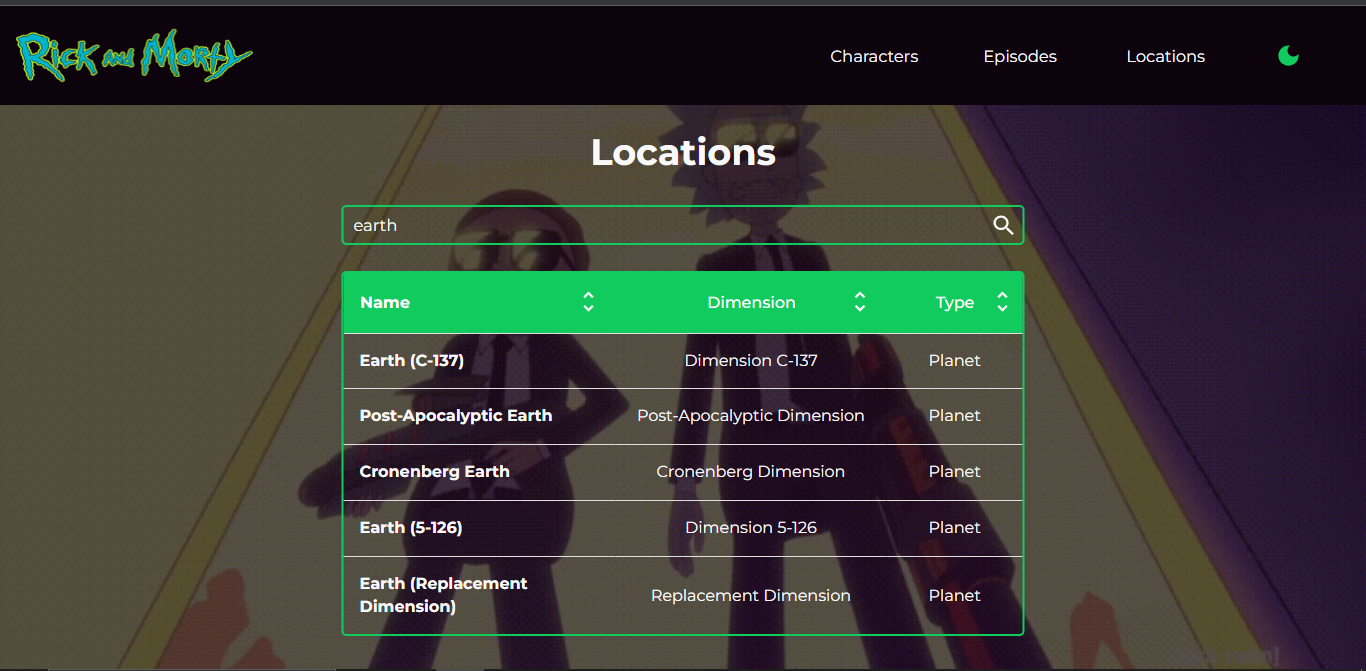 Rick and Morty
Characters Episodes Locations
Locations
earth
Name Dimension Type
Earth (C-137) Dimension C-137 Planet
Post-Apocalyptic Earth Post-Apocalyptic Dimension Planet
Cronenberg Earth Cronenberg Dimension Planet
Earth (5-126) Dimension 5-126 Planet
Earth (Replacement
Dimension) Replacement Dimension Planet